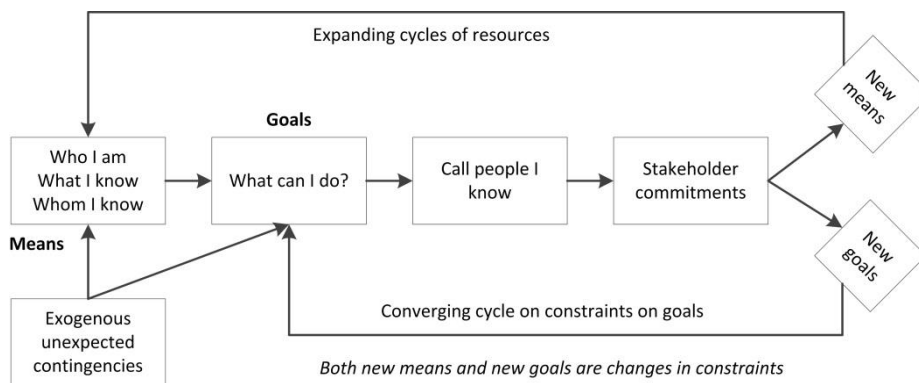 Expanding cycles of resources
New
means
Goals
Who I am
What I know
Whom I know
What can I do?
Call people I
know
Stakeholder
commitments
Means
New
goals
Exogenous
unexpected
contingencies
Converging cycle on constraints on goals
Both new means and new goals are changes in constraints